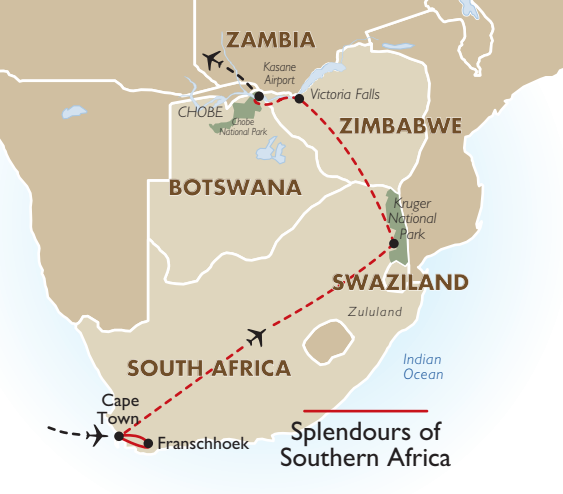 ZAMBIA
Kasane
Airport
Victoria Falls
CHOBE
Chobe
National Park
ZIMBABWE
BOTSWANA
Kruger
National
Park
SWAZILAND
Zululand
Indian
Ocean
SOUTH AFRICA
Cape
Town
Franschhoek
Splendours of
Southern Africa